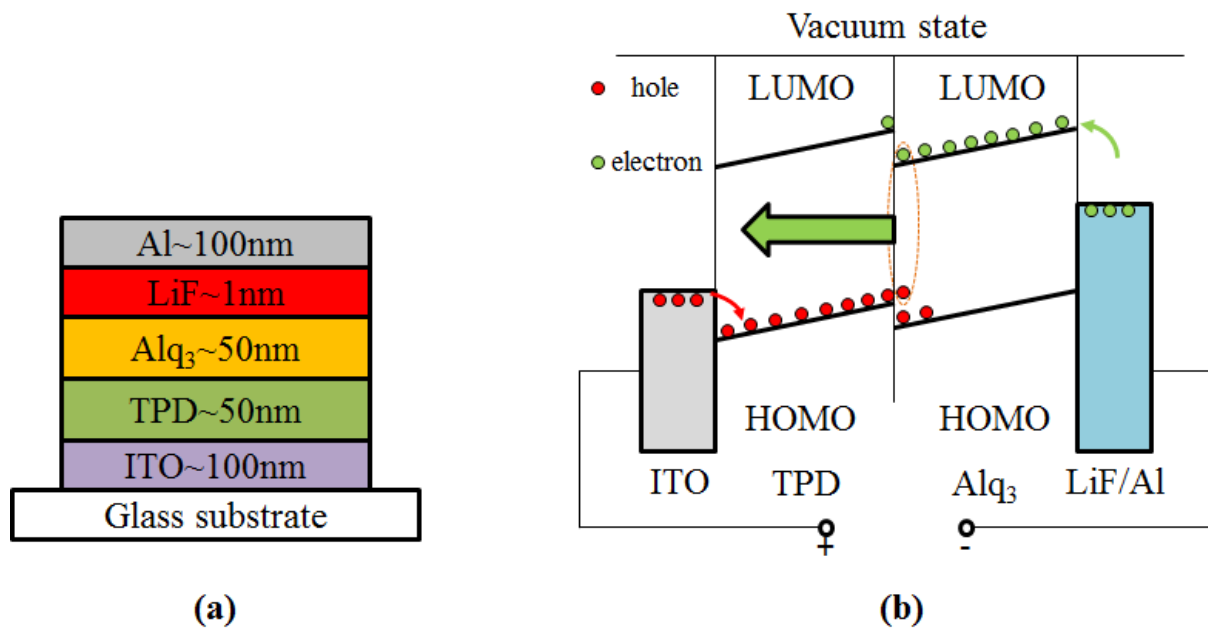 Al~100nm
LiF~1nm
Alq₃~50nm
TPD~50nm
ITO~100nm
Glass substrate
(a)
Vacuum state
hole
LUMO
LUMO
electron
HOMO
HOMO
ITO
TPD
Alq₃
LiF/Al
+
-
(b)